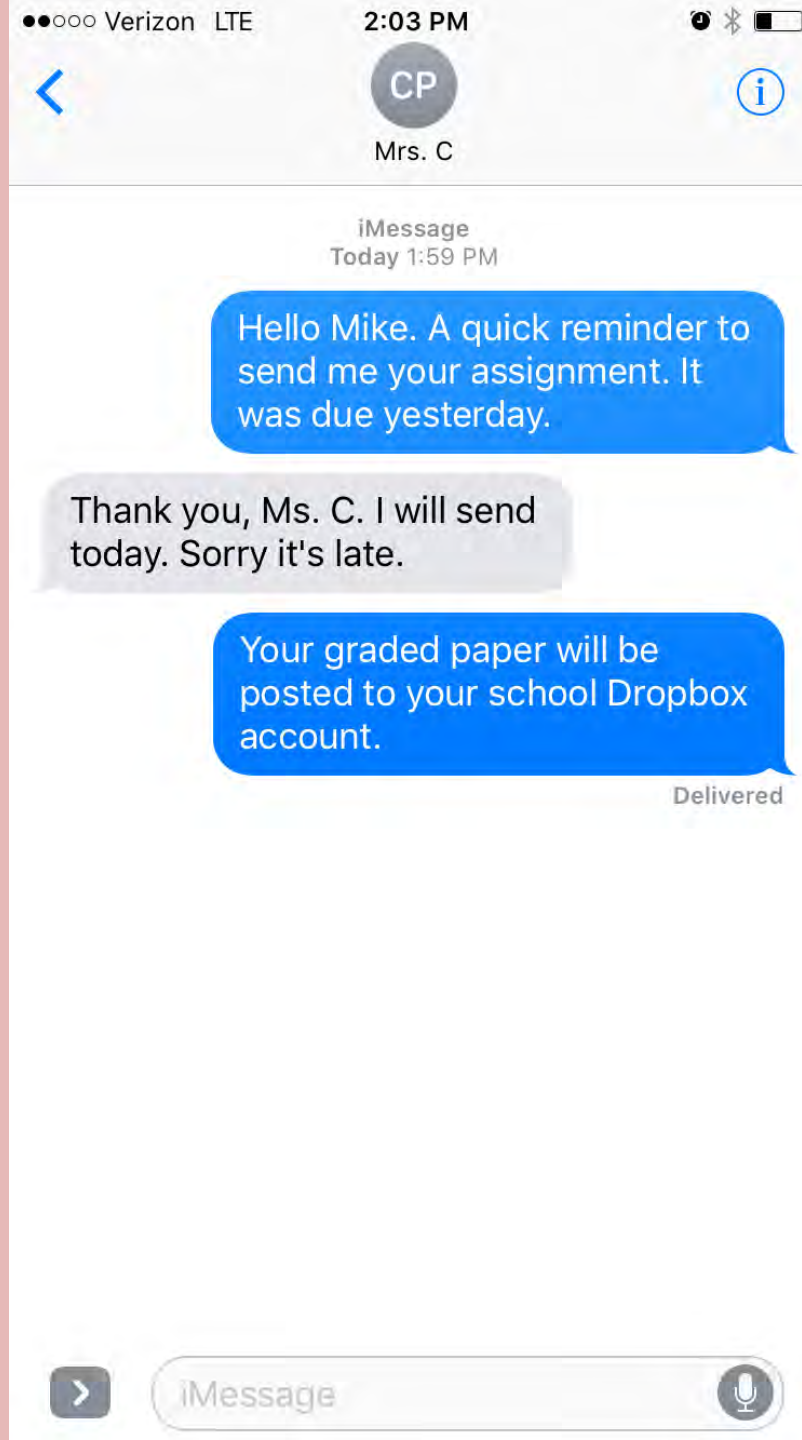 Verizon LTE 2:03 PM
CP
i
Mrs. C
iMessage
Today 1:59 PM
Hello Mike. A quick reminder to
send me your assignment. It
was due yesterday.
Thank you, Ms. C. I will send
today. Sorry it's late.
Your graded paper will be
posted to your school Dropbox
account.
Delivered
iMessage